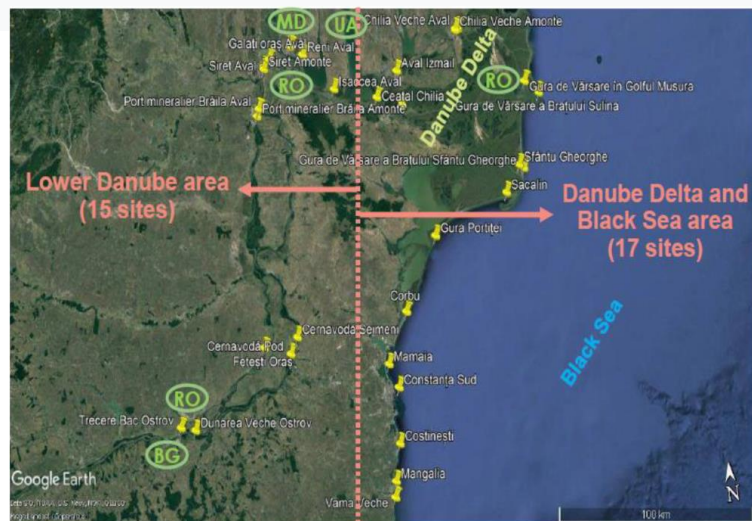 MD
UA
Chilia Veche Aval
Chilia Veche Amonte
Galați oraș Aval
Reni Aval
Siret Amonte
Siret Aval
Aval Izmail
RO
Isaccea Aval
Ceatal Chilia
Danube Delta
RO
Gura de Vărsare în Golful Musura
Port mineralier Brăila Aval
Port mineralier Brăila Amonte
Gura de Vărsare a Brațului Sulina
Gura de Vărsare a Brațului Sfântu Gheorghe
Sfântu Gheorghe
Sacalin
Lower Danube area
(15 sites)
Danube Delta and
Black Sea area
(17 sites)
Gura Portiței
Corbu
Cernavodă Seimeni
Cernavodă Pod
Fetești Oraș
Mamaia
Constanța Sud
Black Sea
RO
Trecere Bac Ostrov
Dunărea Veche Ostrov
BG
Costinești
Mangalia
Vama Veche
Google Earth
N
100 km